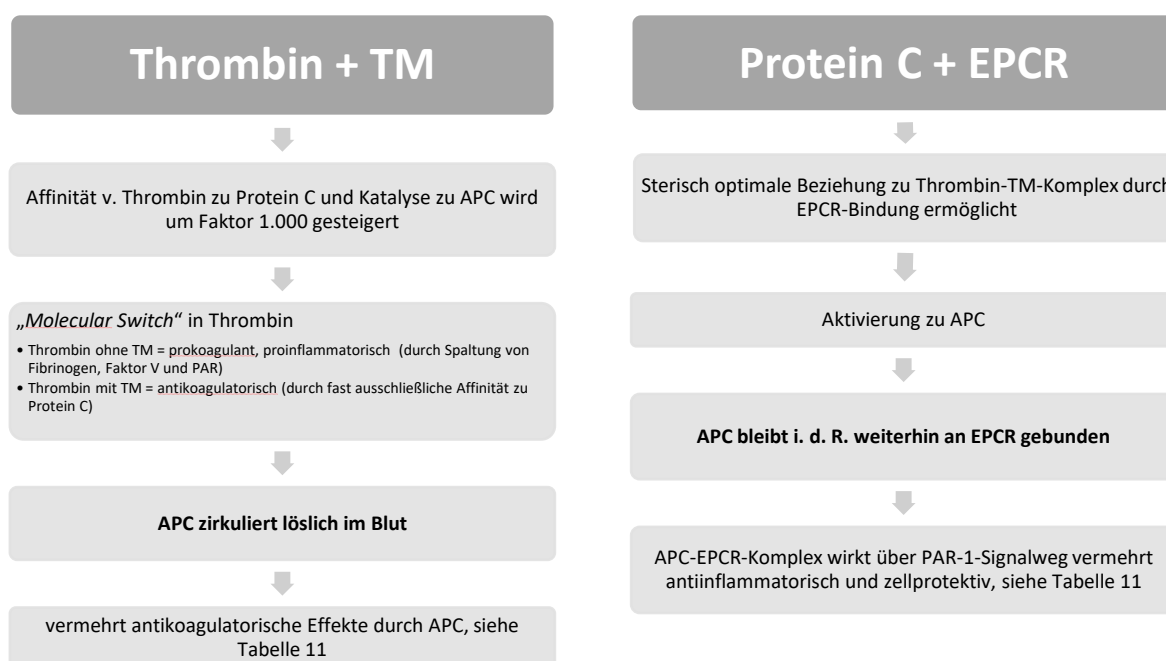 Thrombin + TM
Affinität v. Thrombin zu Protein C und Katalyse zu APC wird
um Faktor 1.000 gesteigert
„Molecular Switch“ in Thrombin
• Thrombin ohne TM = prokoagulant, proinflammatorisch (durch Spaltung von
Fibrinogen, Faktor V und PAR)
• Thrombin mit TM = antikoagulatorisch (durch fast ausschließliche Affinität zu
Protein C)
APC zirkuliert löslich im Blut
vermehrt antikoagulatorische Effekte durch APC, siehe
Tabelle 11
Protein C + EPCR
Sterisch optimale Beziehung zu Thrombin-TM-Komplex durch
EPCR-Bindung ermöglicht
Aktivierung zu APC
APC bleibt i. d. R. weiterhin an EPCR gebunden
APC-EPCR-Komplex wirkt über PAR-1-Signalweg vermehrt
antiinflammatorisch und zellprotektiv, siehe Tabelle 11